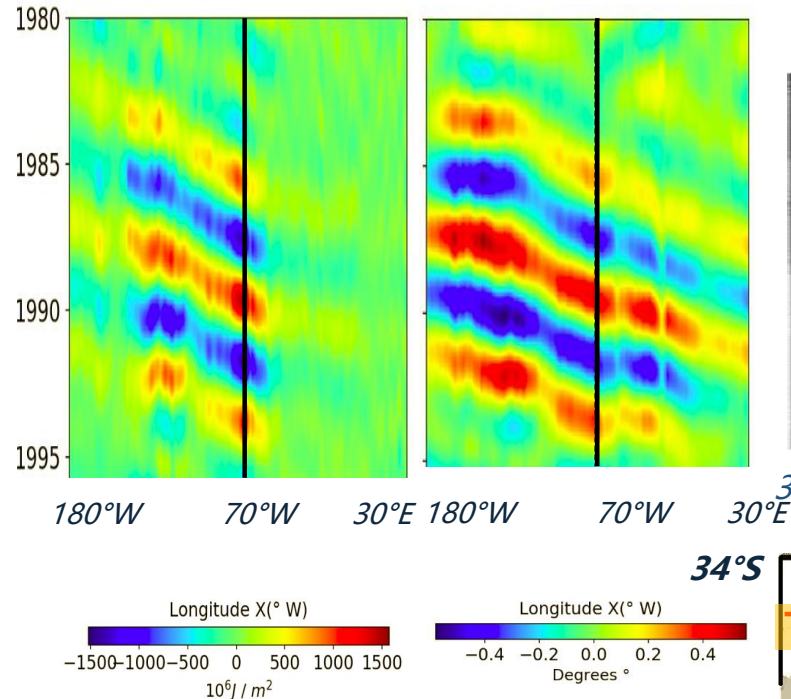 1980
1985
1990
1995
180°W 70°W 30°E 180°W 70°W 30°E
3
34°S
Longitude X(° W) Longitude X(° W)
−1500 −1000 −500 0 500 1000 1500
10⁶J / m²
−0.4 −0.2 0.0 0.2 0.4
Degrees °